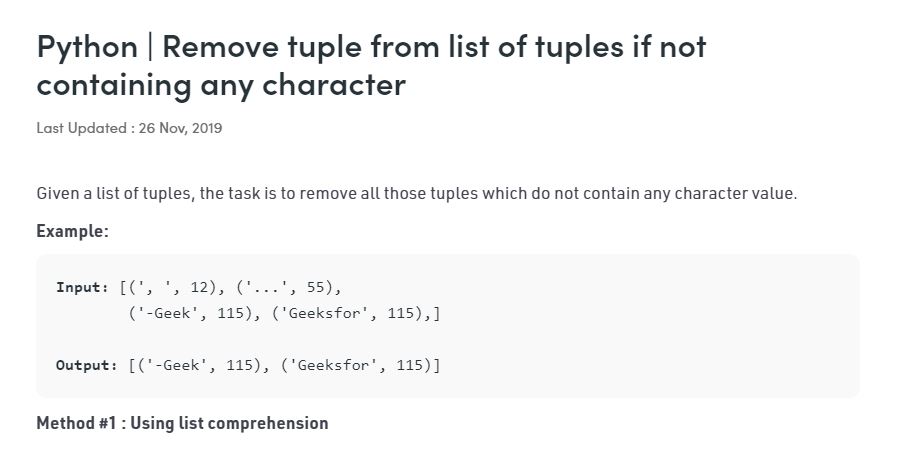 Python | Remove tuple from list of tuples if not
containing any character
Last Updated : 26 Nov, 2019
Given a list of tuples, the task is to remove all those tuples which do not contain any character value.
Example:
Input: [(', ', 12), ('...', 55),
('-Geek', 115), ('Geeksfor', 115),]
Output: [('-Geek', 115), ('Geeksfor', 115)]
Method #1 : Using list comprehension